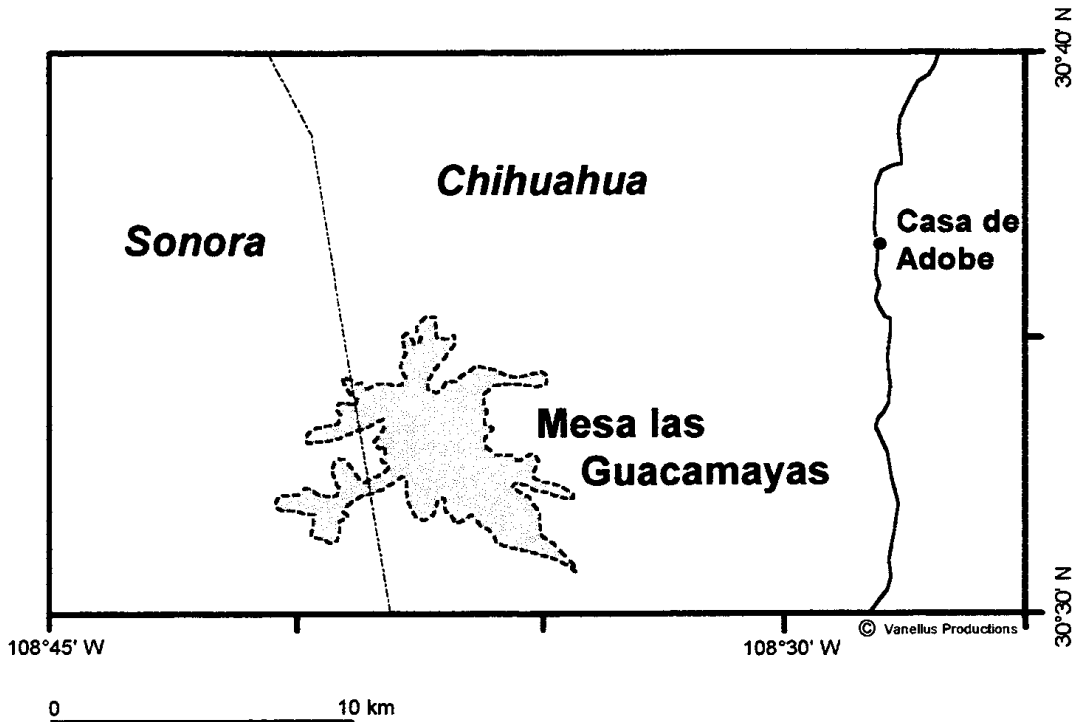 30°40' N
Chihuahua
Sonora
Casa de
Adobe
Mesa las
Guacamayas
30°30' N
© Vanellus Productions
108°45' W
108°30' W
0
10 km